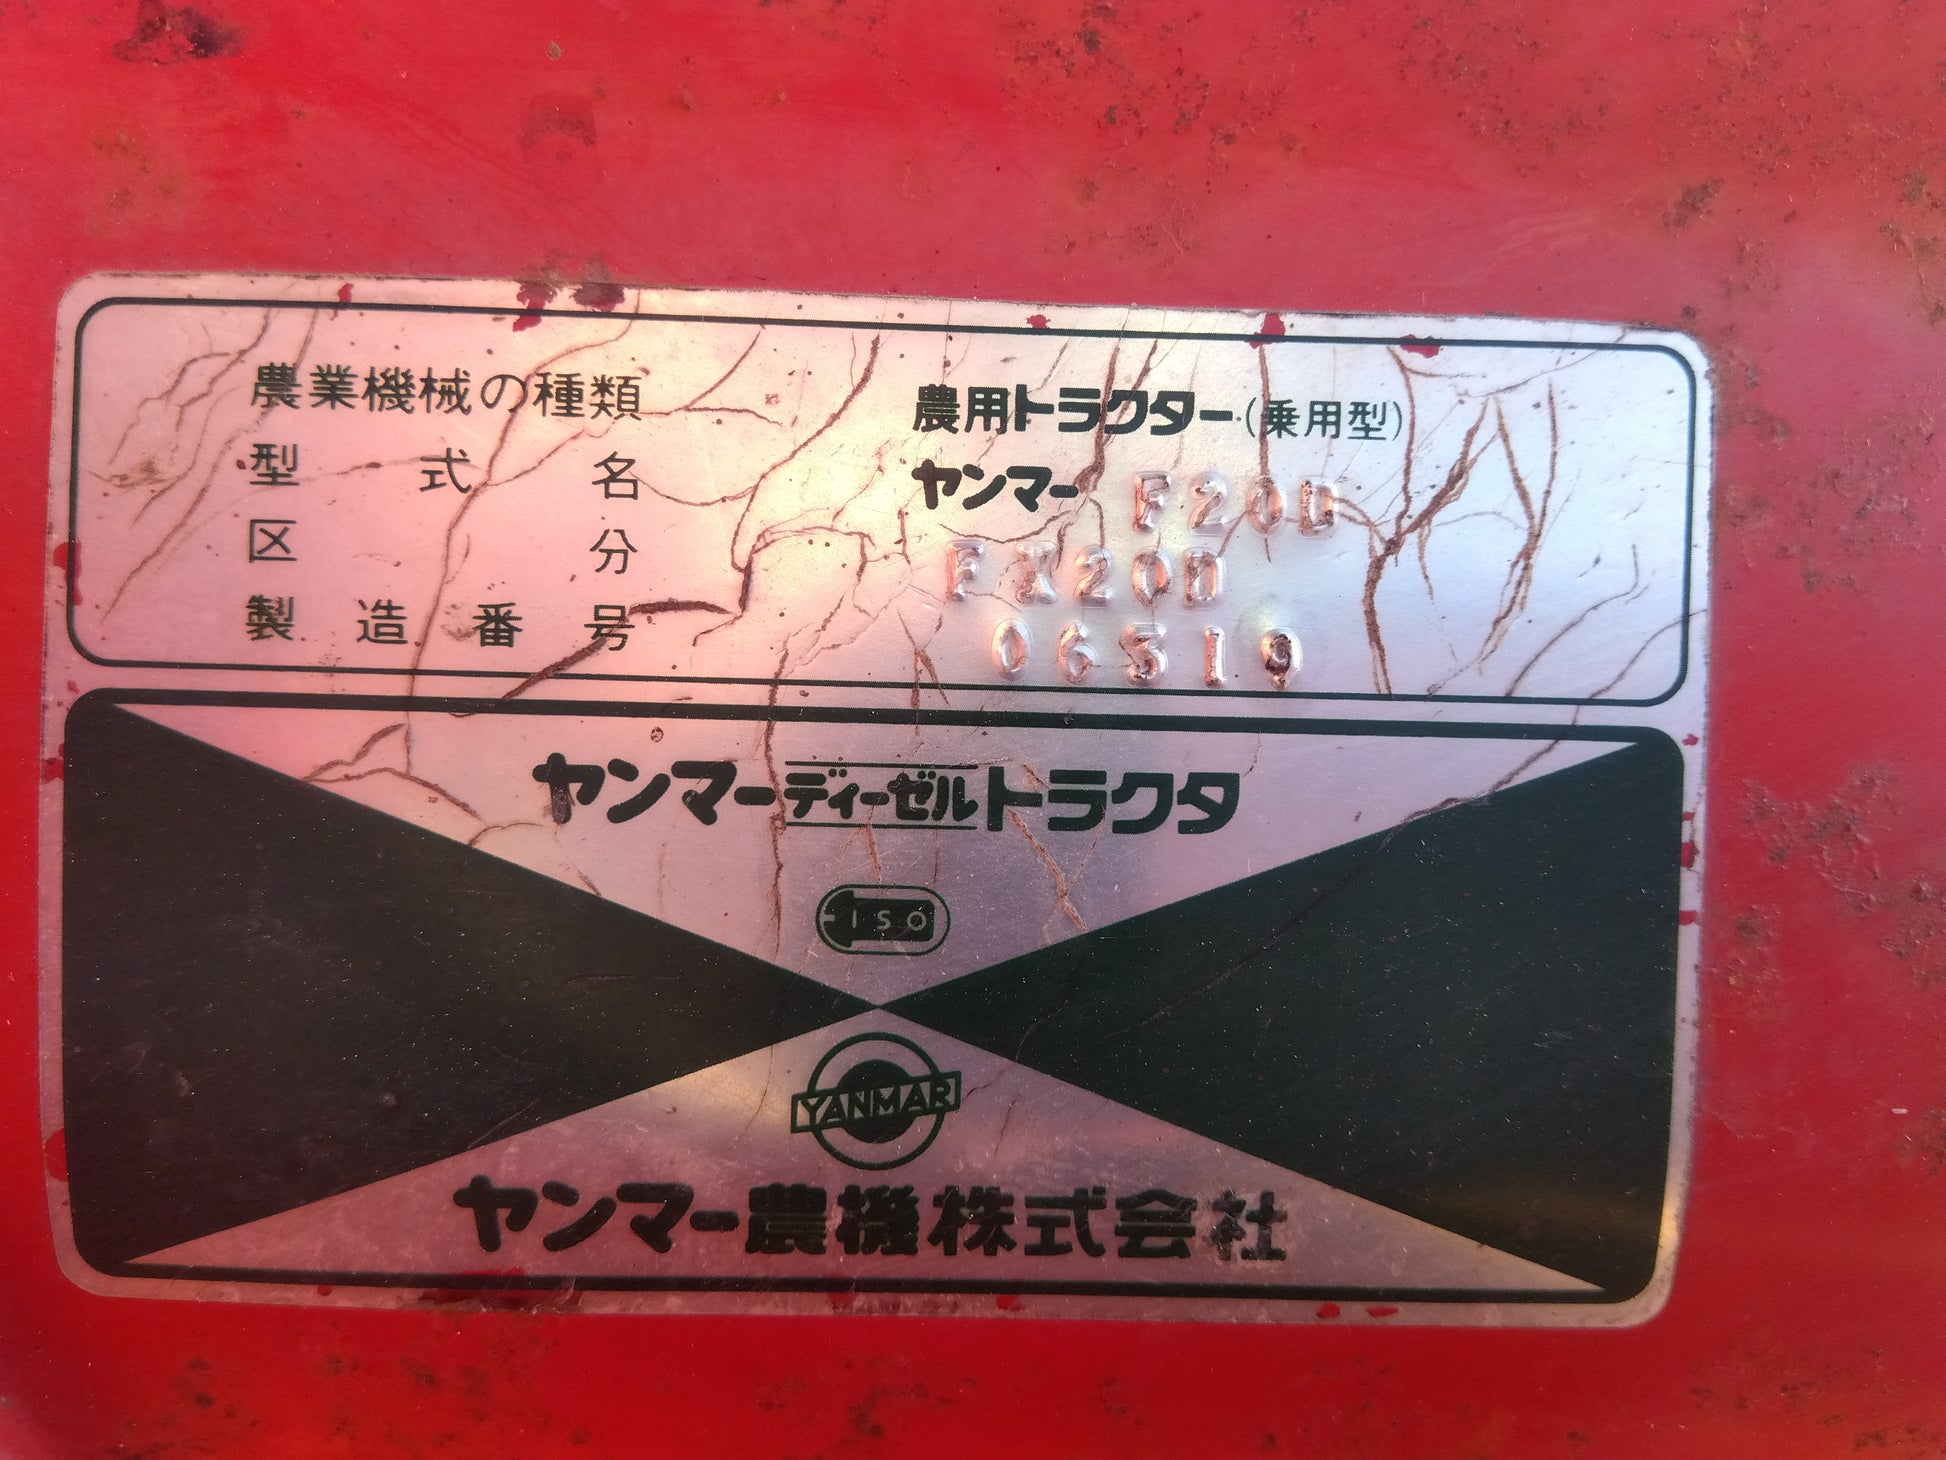 農業機械の種類 農用トラクター(乗用型)
型式名 ヤンマー F20D
区分 FX20D
製造番号 06319
ヤンマーディーゼルトラクタ
ISO
YANMAR
ヤンマー農機株式会社